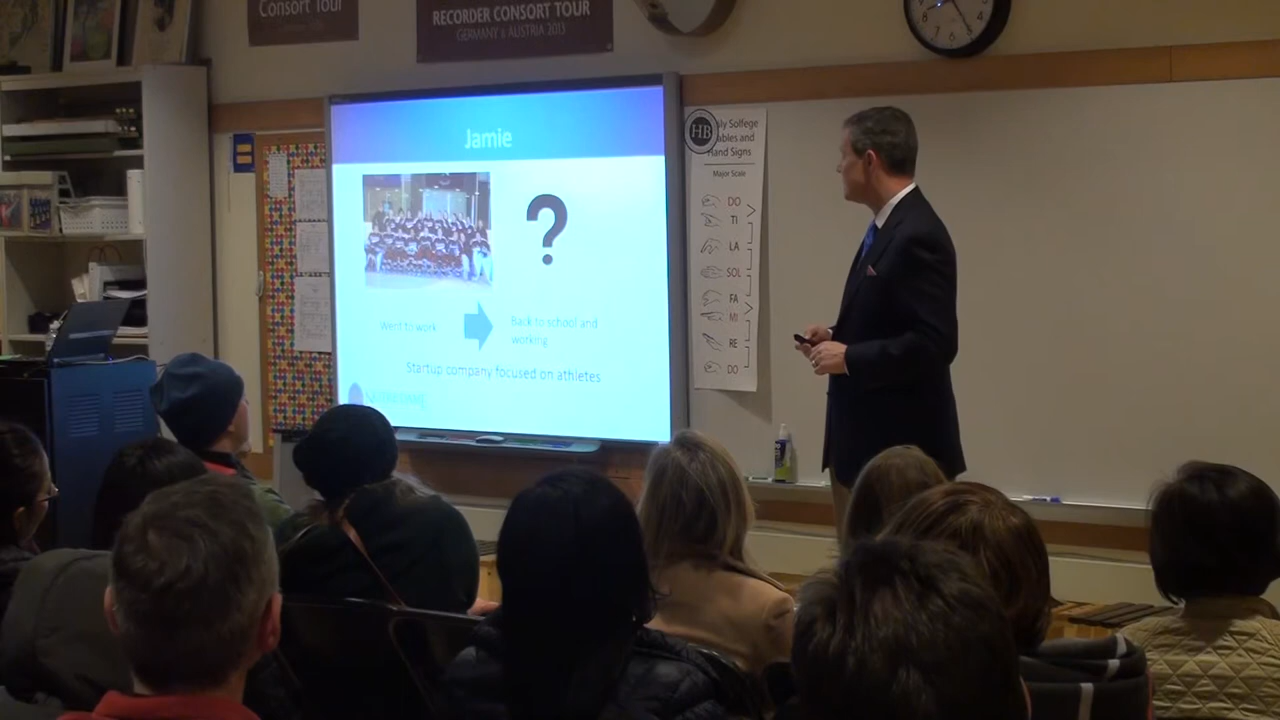 Consort Tour
RECORDER CONSORT TOUR
GERMANY & AUSTRIA 2013
Jamie
?
Went to work
Back to school and
working
Startup company focused on athletes
HB
Solfege
and
Hand Signs
Major Scale
DO
TI
LA
SOL
FA
MI
RE
DO